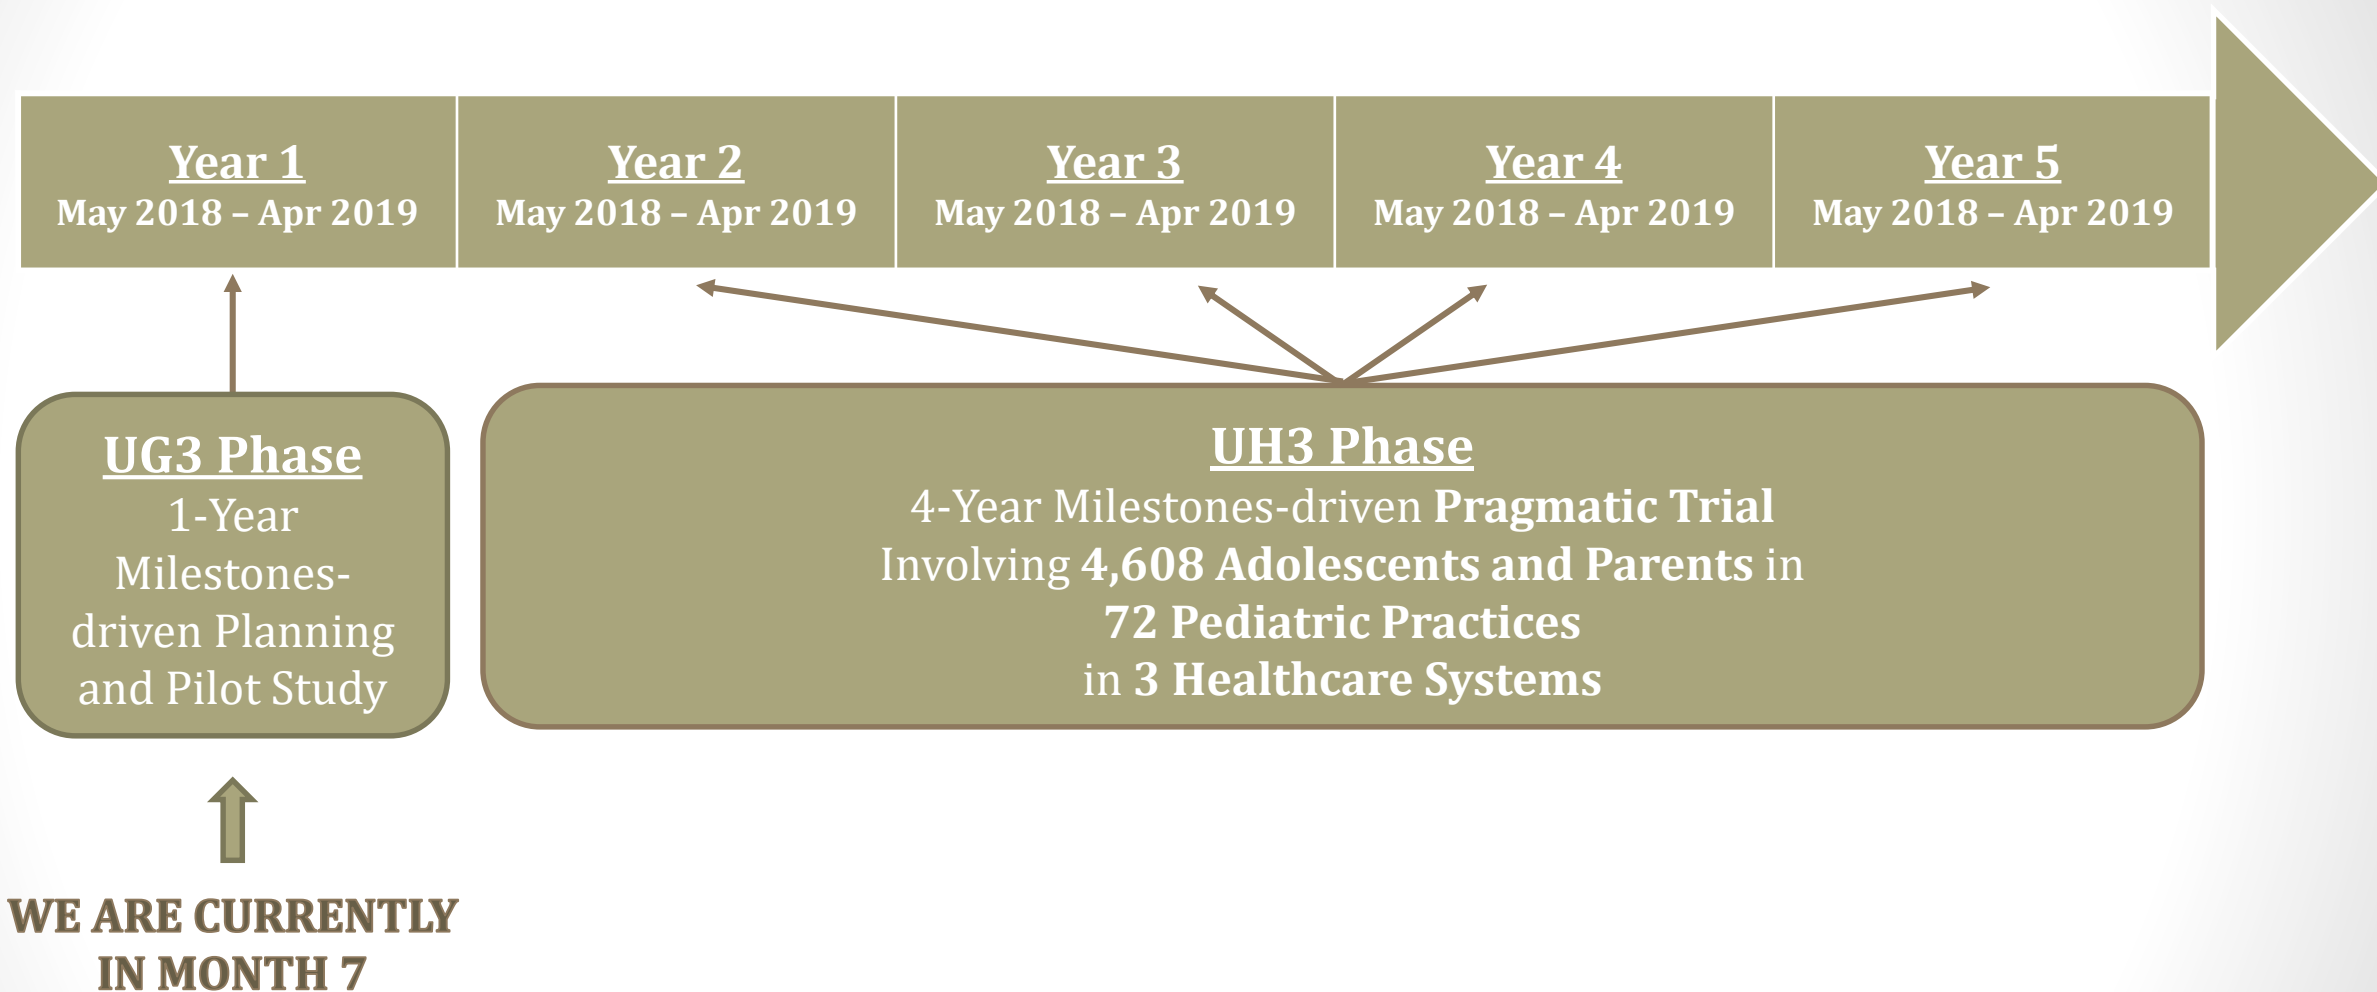 Year 1
May 2018 – Apr 2019
Year 2
May 2018 – Apr 2019
Year 3
May 2018 – Apr 2019
Year 4
May 2018 – Apr 2019
Year 5
May 2018 – Apr 2019
UG3 Phase
1-Year
Milestones-
driven Planning
and Pilot Study
UH3 Phase
4-Year Milestones-driven Pragmatic Trial
Involving 4,608 Adolescents and Parents in
72 Pediatric Practices
in 3 Healthcare Systems
WE ARE CURRENTLY
IN MONTH 7